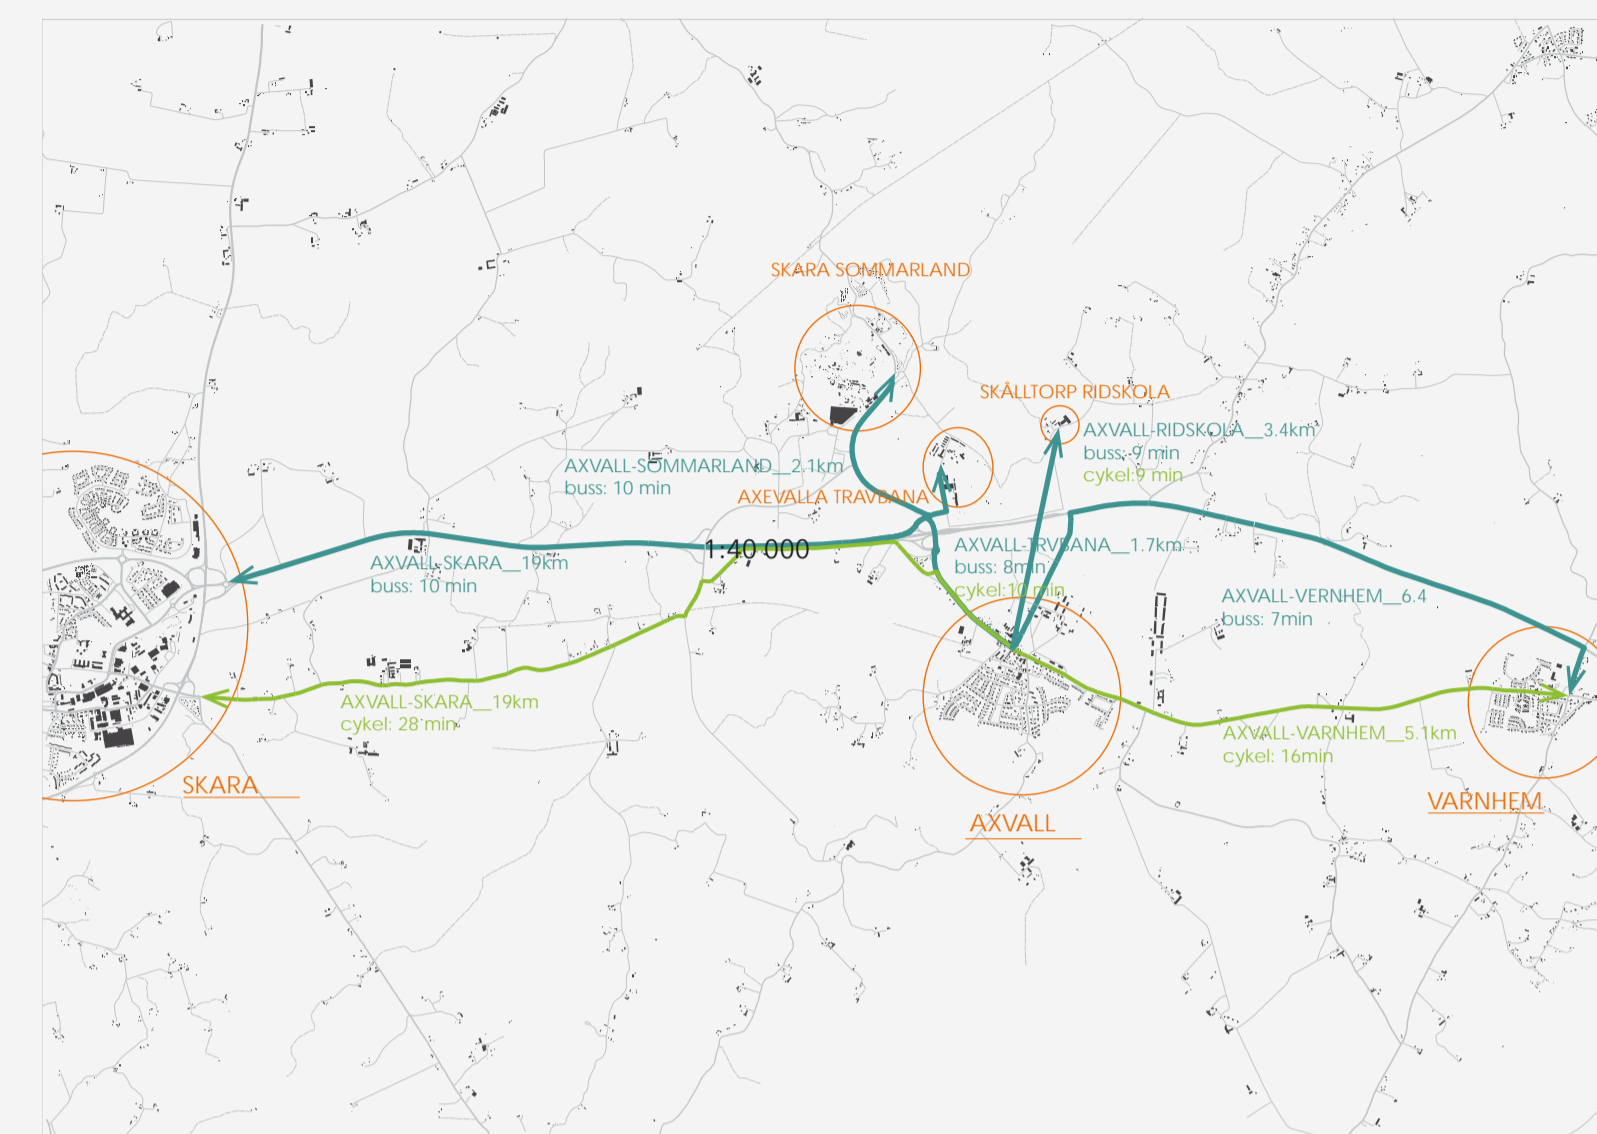 SKARA SOMMARLAND
SKÅLLTORP RIDSKOLA
AXVALL-RIDSKOLA__3.4km
buss: 9 min
cykel:9 min
AXVALL-SOMMARLAND__2.1km
buss: 10 min
AXEVALLA TRAVBANA
1:40 000
AXVALL-TRVBANA__1.7km
buss: 8min
cykel:10 min
AXVALL-SKARA__19km
buss: 10 min
AXVALL-VERNHEM__6.4
buss: 7min
AXVALL-SKARA__19km
cykel: 28 min
AXVALL-VARNHEM__5.1km
cykel: 16min
SKARA
VARNHEM
AXVALL